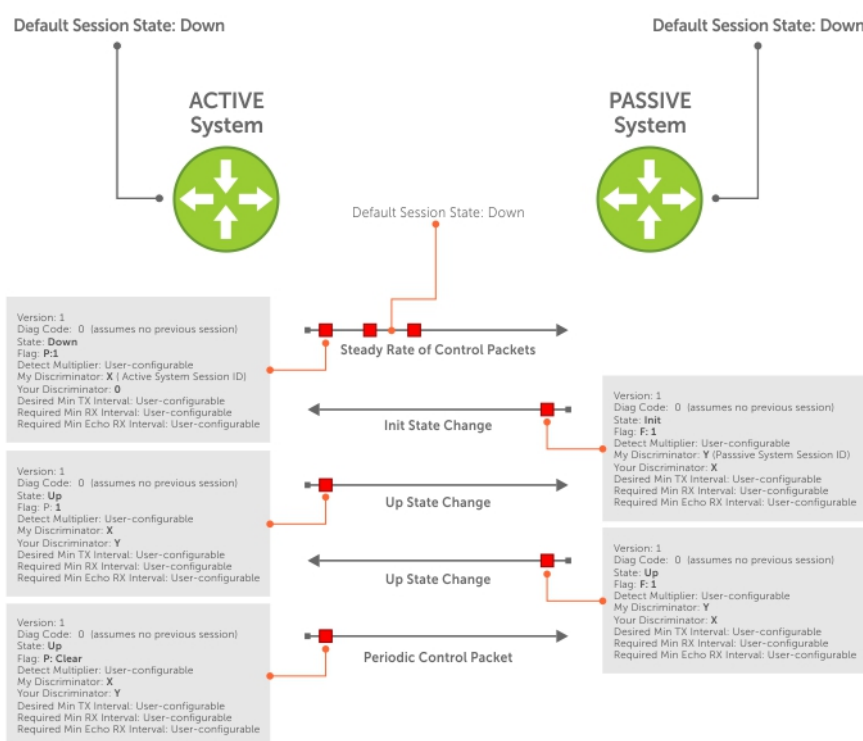 Default Session State: Down
Default Session State: Down
ACTIVE
System
PASSIVE
System
Default Session State: Down
Version: 1
Diag Code: 0 (assumes no previous session)
State: Down
Flag: P:1
Detect Multiplier: User-configurable
My Discriminator: X ( Active System Session ID)
Your Discriminator: 0
Desired Min TX Interval: User-configurable
Required Min RX Interval: User-configurable
Required Min Echo RX Interval: User-configurable
Steady Rate of Control Packets
Init State Change
Version: 1
Diag Code: 0 (assumes no previous session)
State: Init
Flag: F: 1
Detect Multiplier: User-configurable
My Discriminator: Y (Passsive System Session ID)
Your Discriminator: X
Desired Min TX Interval: User-configurable
Required Min RX Interval: User-configurable
Required Min Echo RX Interval: User-configurable
Version: 1
Diag Code: 0 (assumes no previous session)
State: Up
Flag: P: 1
Detect Multiplier: User-configurable
My Discriminator: X
Your Discriminator: Y
Desired Min TX Interval: User-configurable
Required Min RX Interval: User-configurable
Required Min Echo RX Interval: User-configurable
Up State Change
Up State Change
Version: 1
Diag Code: 0 (assumes no previous session)
State: Up
Flag: F: 1
Detect Multiplier: User-configurable
My Discriminator: Y
Your Discriminator: X
Desired Min TX Interval: User-configurable
Required Min RX Interval: User-configurable
Required Min Echo RX Interval: User-configurable
Version: 1
Diag Code: 0 (assumes no previous session)
State: Up
Flag: P: Clear
Detect Multiplier: User-configurable
My Discriminator: X
Your Discriminator: Y
Desired Min TX Interval: User-configurable
Required Min RX Interval: User-configurable
Required Min Echo RX Interval: User-configurable
Periodic Control Packet